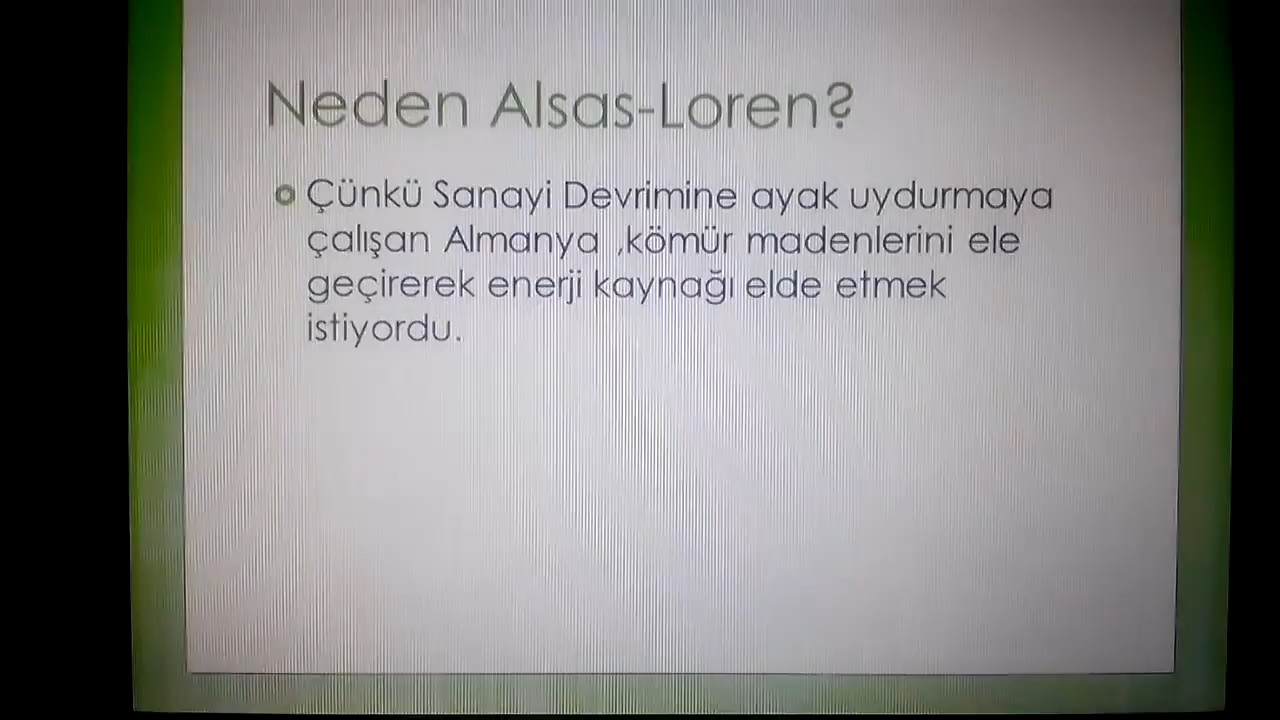 Neden Alsas-Loren?
Çünkü Sanayi Devrimine ayak uydurmaya
çalışan Almanya ,kömür madenlerini ele
geçirerek enerji kaynağı elde etmek
istiyordu.